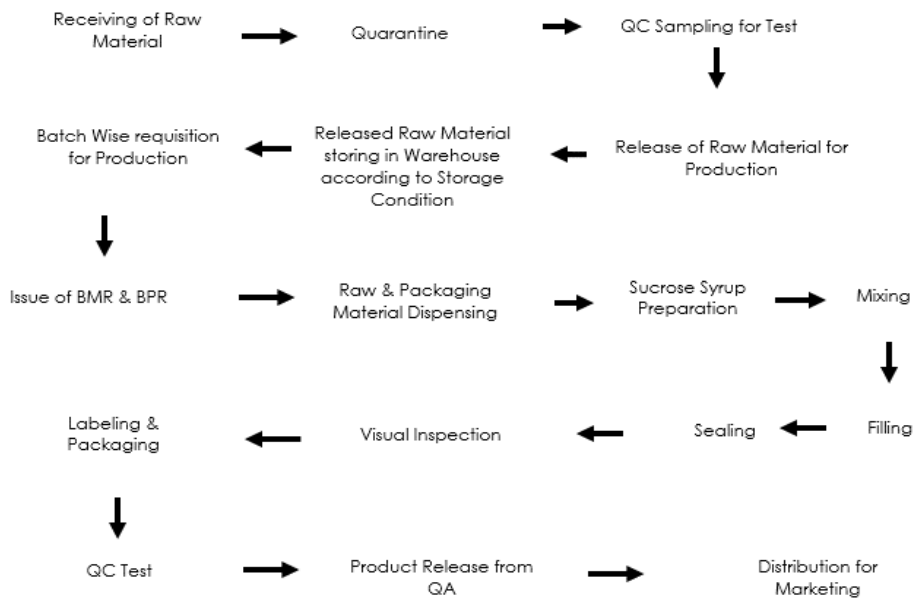 Receiving of Raw
Material
Quarantine
QC Sampling for Test
Batch Wise requisition
for Production
Released Raw Material
storing in Warehouse
according to Storage
Condition
Release of Raw Material for
Production
Issue of BMR & BPR
Raw & Packaging
Material Dispensing
Sucrose Syrup
Preparation
Mixing
Labeling &
Packaging
Visual Inspection
Sealing
Filling
QC Test
Product Release from
QA
Distribution for
Marketing